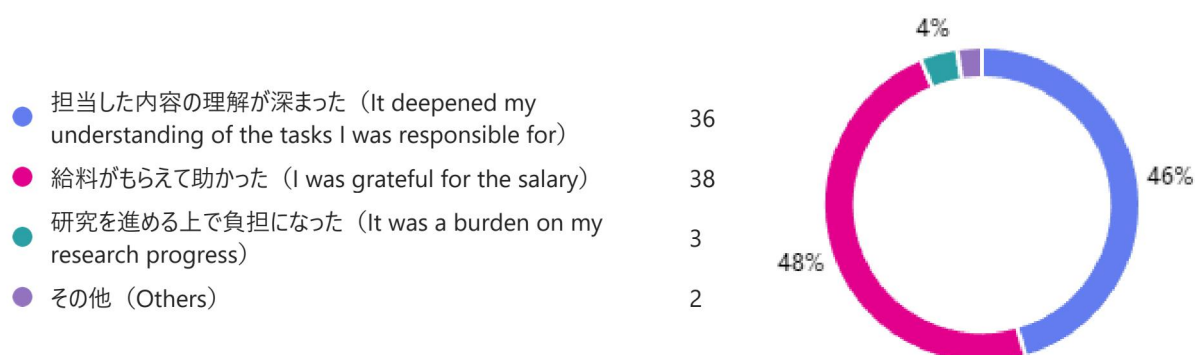 担当した内容の理解が深まった（It deepened my
understanding of the tasks I was responsible for）
36
給料がもらえて助かった（I was grateful for the salary）
38
研究を進める上で負担になった（It was a burden on my
research progress）
3
その他（Others）
2
4%
46%
48%